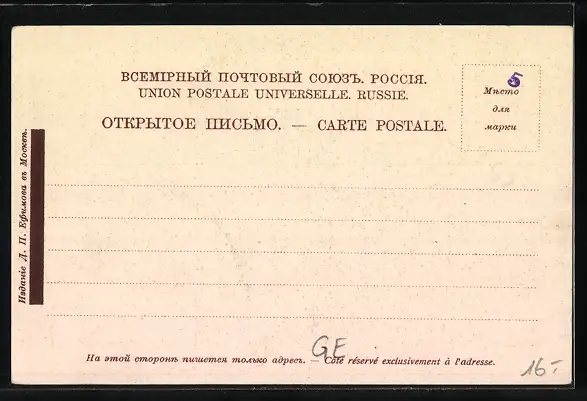 ВСЕМІРНЫЙ ПОЧТОВЫЙ СОЮЗЪ. РОССІЯ.
UNION POSTALE UNIVERSELLE. RUSSIE.
ОТКРЫТОЕ ПИСЬМО. — CARTE POSTALE.
5
Мѣсто
для
марки
Изданіе Л. П. Ефимова въ Москвѣ.
GE
На этой сторонѣ пишется только адресъ. — Côté réservé exclusivement à l'adresse.
16.-